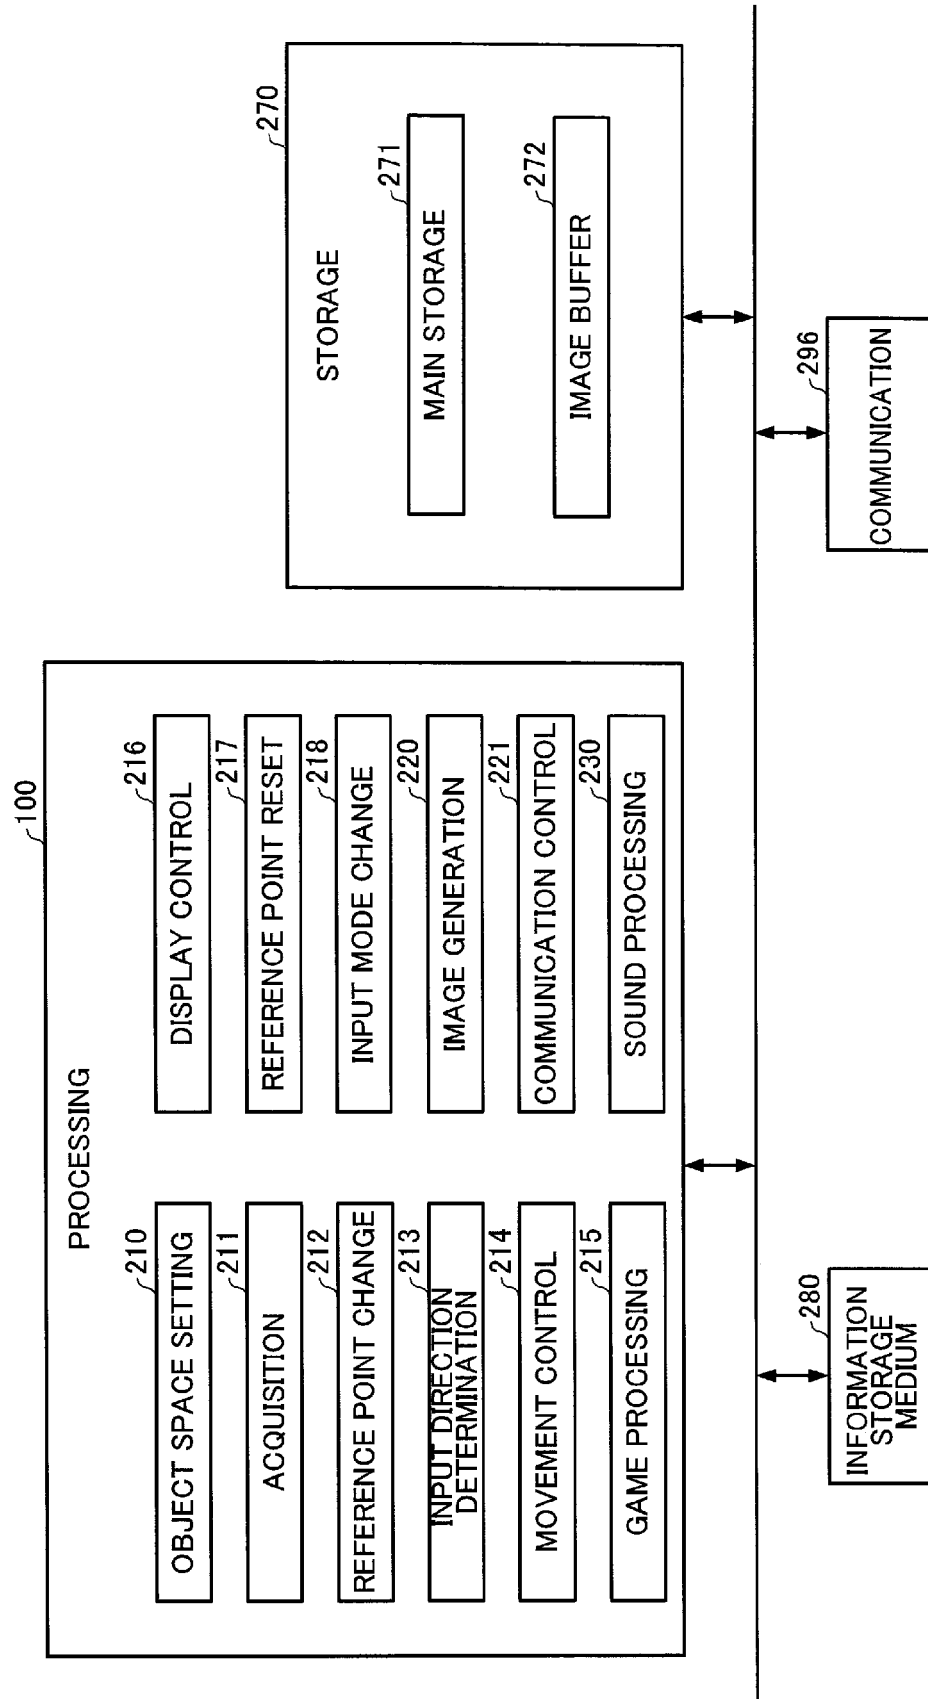 100
PROCESSING
210
OBJECT SPACE SETTING
211
ACQUISITION
212
REFERENCE POINT CHANGE
213
INPUT DIRECTION
DETERMINATION
214
MOVEMENT CONTROL
215
GAME PROCESSING
216
DISPLAY CONTROL
217
REFERENCE POINT RESET
218
INPUT MODE CHANGE
220
IMAGE GENERATION
221
COMMUNICATION CONTROL
230
SOUND PROCESSING
270
STORAGE
271
MAIN STORAGE
272
IMAGE BUFFER
280
INFORMATION
STORAGE
MEDIUM
296
COMMUNICATION